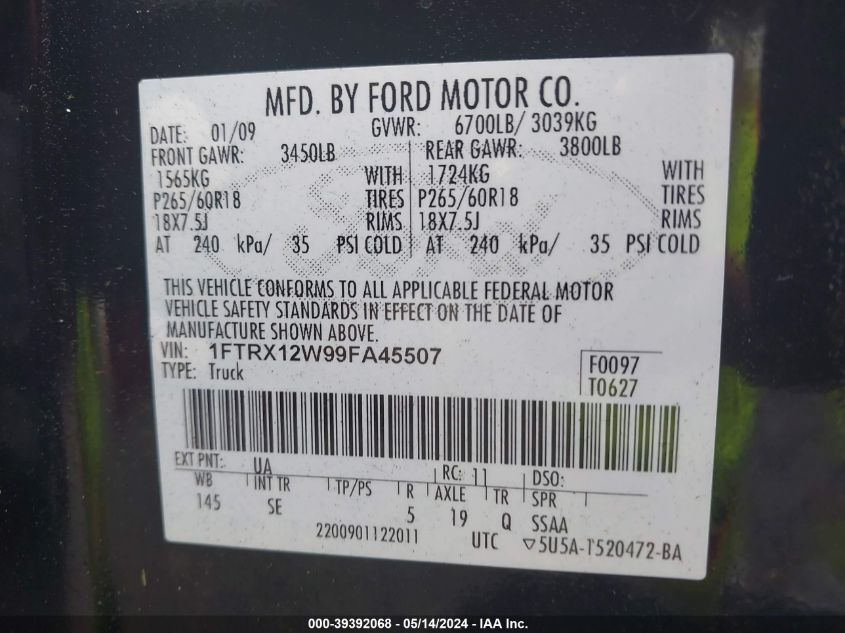 MFD. BY FORD MOTOR CO.
DATE: 01/09 GVWR: 6700LB/ 3039KG
FRONT GAWR: 3450LB REAR GAWR: 3800LB
1565KG WITH 1724KG WITH
P265/60R18 TIRES P265/60R18 TIRES
18X7.5J RIMS 18X7.5J RIMS
AT 240 kPa/ 35 PSI COLD AT 240 kPa/ 35 PSI COLD
THIS VEHICLE CONFORMS TO ALL APPLICABLE FEDERAL MOTOR
VEHICLE SAFETY STANDARDS IN EFFECT ON THE DATE OF
MANUFACTURE SHOWN ABOVE.
VIN: 1FTRX12W99FA45507 F0097
TYPE: Truck T0627
EXT PNT: UA RC: 11 DSO:
WB INT TR TP/PS R AXLE TR SPR
145 SE 5 19 Q SSAA
2200901122011 UTC ▽5U5A-1520472-BA
000-39392068 - 05/14/2024 - IAAI Inc.